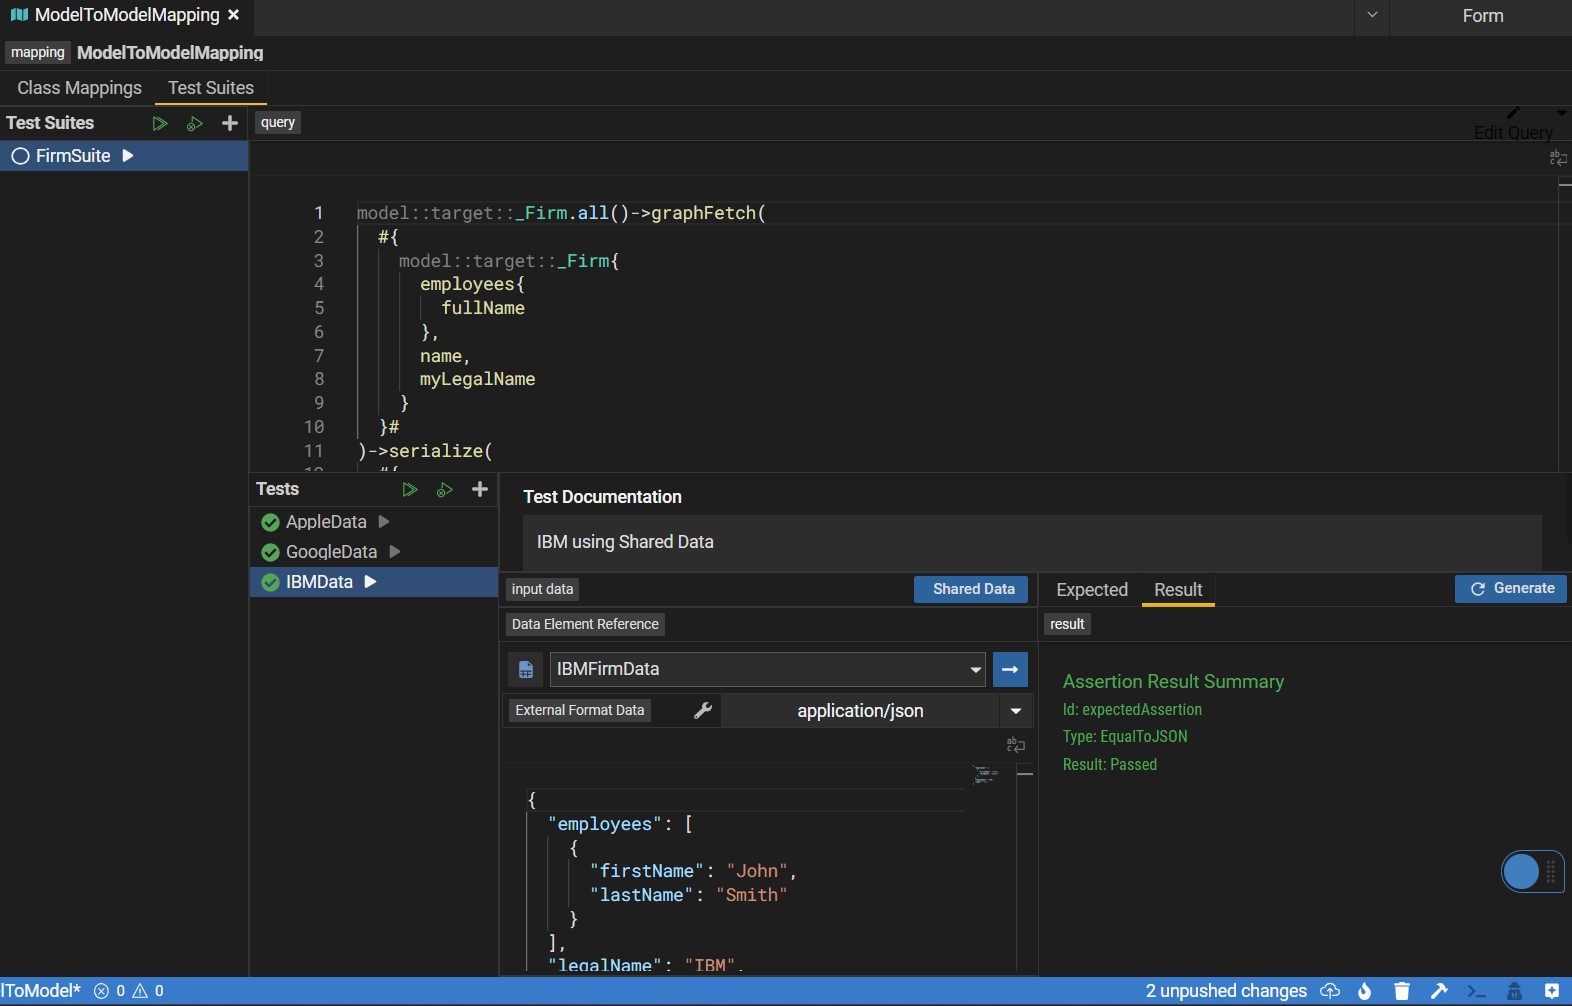 ModelToModelMapping
Form
mapping ModelToModelMapping
Class Mappings Test Suites
Test Suites
query
Edit Query
FirmSuite
1 model::target::_Firm.all()->graphFetch(
2 #{
3 model::target::_Firm{
4 employees{
5 fullName
6 },
7 name,
8 myLegalName
9 }
10 }#
11 )->serialize(
12 #{
Tests
AppleData
GoogleData
IBMData
Test Documentation
IBM using Shared Data
input data
Shared Data
Data Element Reference
IBMFirmData
External Format Data
application/json
{
"employees": [
{
"firstName": "John",
"lastName": "Smith"
}
],
"legalName": "IBM",
Expected Result
Generate
result
Assertion Result Summary
Id: expectedAssertion
Type: EqualToJSON
Result: Passed
lToModel* 0 0
2 unpushed changes